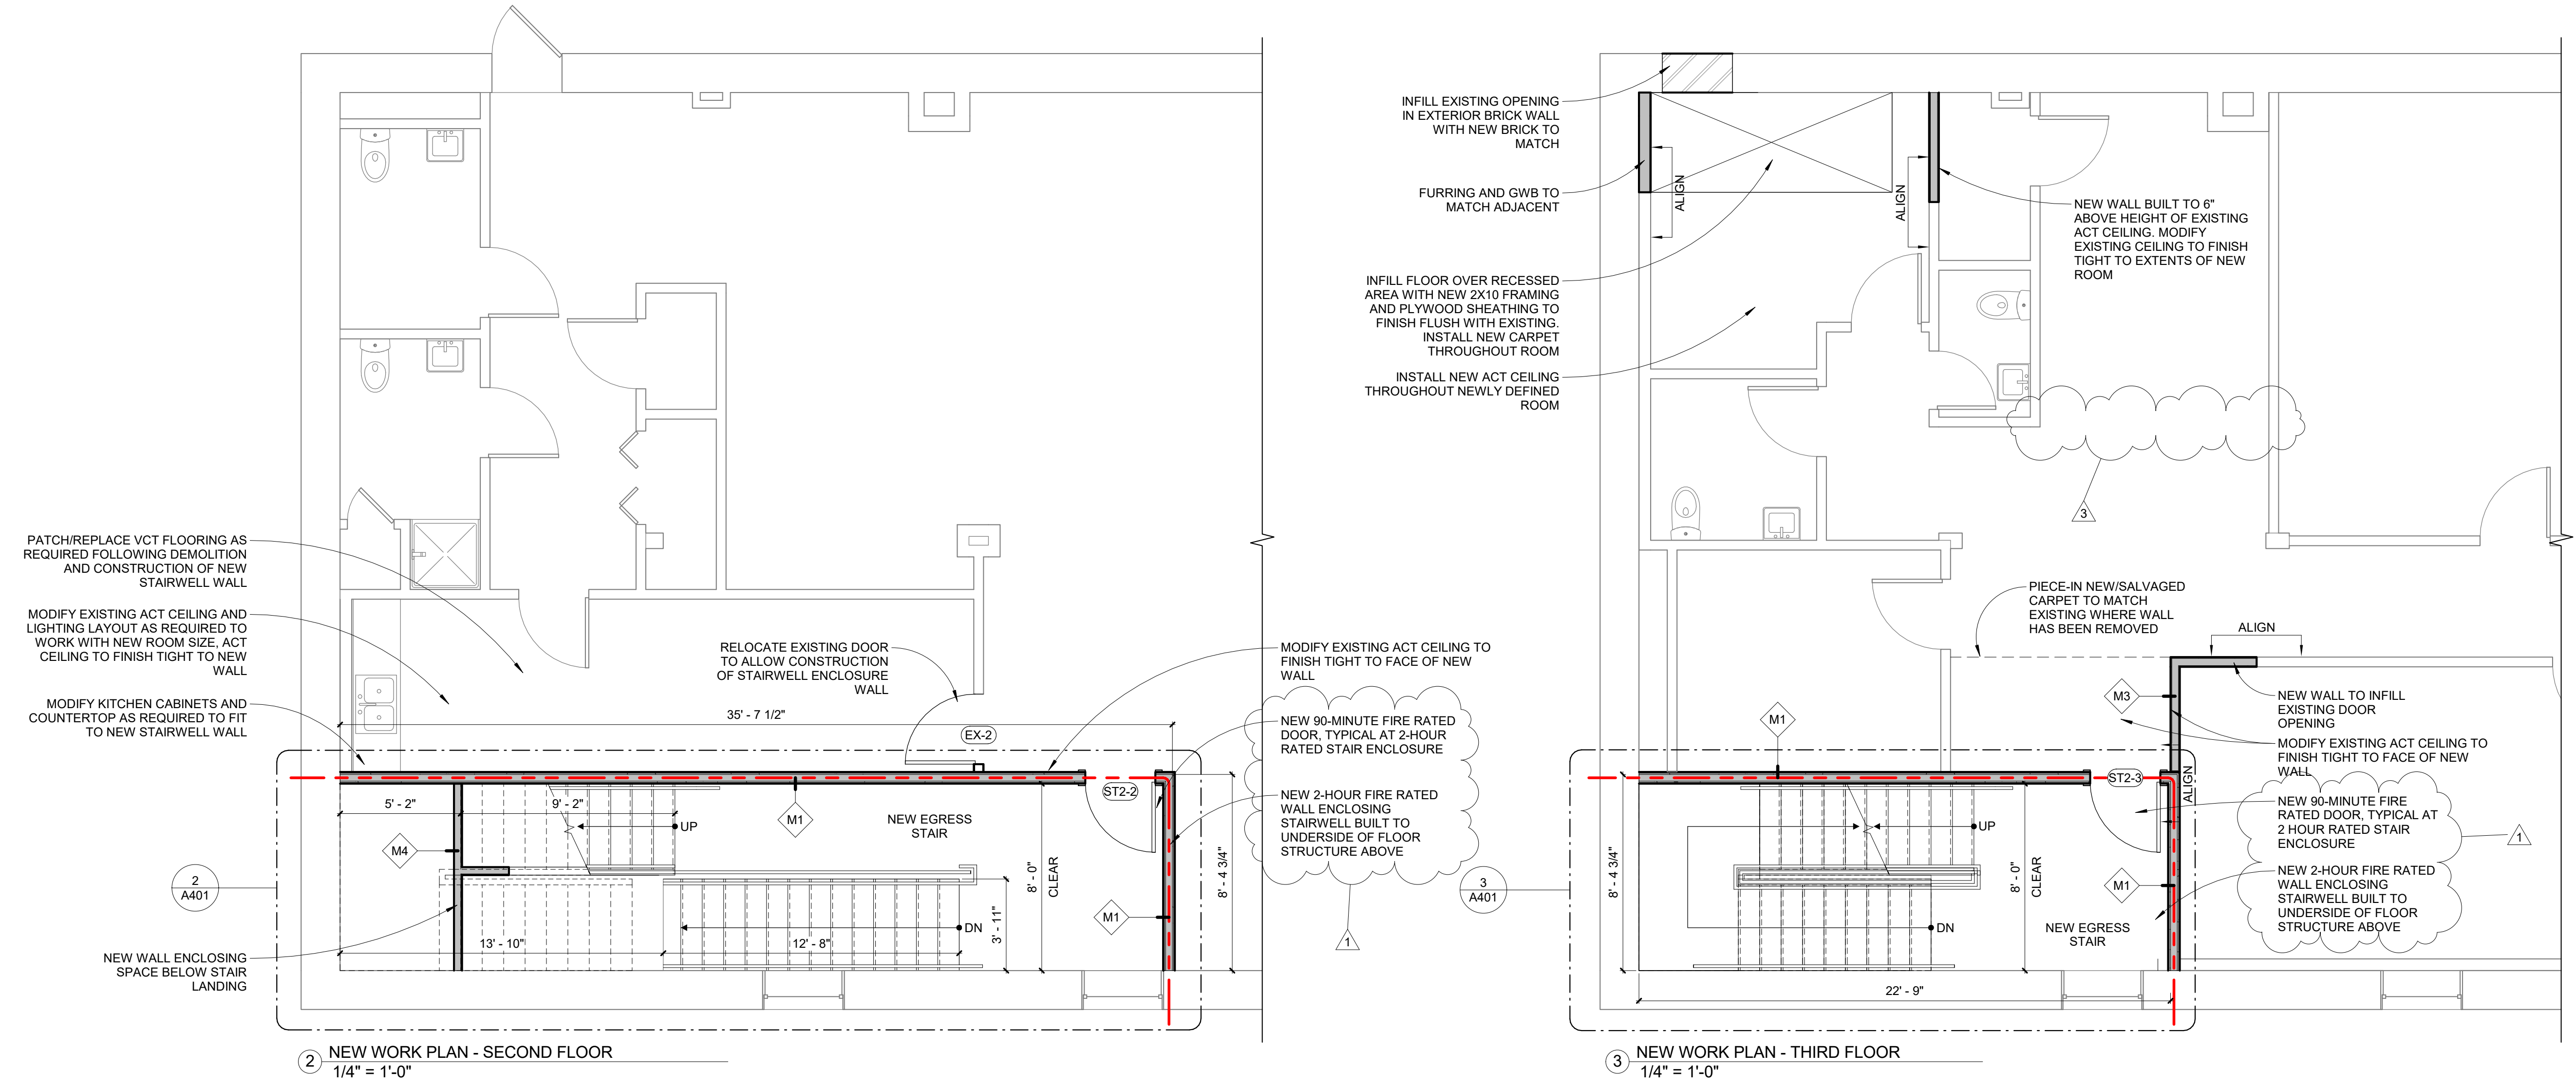 PATCH/REPLACE VCT FLOORING AS
REQUIRED FOLLOWING DEMOLITION
AND CONSTRUCTION OF NEW
STAIRWELL WALL
MODIFY EXISTING ACT CEILING AND
LIGHTING LAYOUT AS REQUIRED TO
WORK WITH NEW ROOM SIZE, ACT
CEILING TO FINISH TIGHT TO NEW
WALL
MODIFY KITCHEN CABINETS AND
COUNTERTOP AS REQUIRED TO FIT
TO NEW STAIRWELL WALL
RELOCATE EXISTING DOOR
TO ALLOW CONSTRUCTION
OF STAIRWELL ENCLOSURE
WALL
35' - 7 1/2"
EX-2
MODIFY EXISTING ACT CEILING TO
FINISH TIGHT TO FACE OF NEW
WALL
NEW 90-MINUTE FIRE RATED
DOOR, TYPICAL AT 2-HOUR
RATED STAIR ENCLOSURE
NEW 2-HOUR FIRE RATED
WALL ENCLOSING
STAIRWELL BUILT TO
UNDERSIDE OF FLOOR
STRUCTURE ABOVE
1
5' - 2"
9' - 2"
UP
M1
NEW EGRESS
STAIR
ST2-2
M4
8' - 0"
CLEAR
8' - 4 3/4"
2
A401
M1
3' - 11"
DN
13' - 10"
12' - 8"
NEW WALL ENCLOSING
SPACE BELOW STAIR
LANDING
2
NEW WORK PLAN - SECOND FLOOR
1/4" = 1'-0"
INFILL EXISTING OPENING
IN EXTERIOR BRICK WALL
WITH NEW BRICK TO
MATCH
FURRING AND GWB TO
MATCH ADJACENT
ALIGN
ALIGN
NEW WALL BUILT TO 6"
ABOVE HEIGHT OF EXISTING
ACT CEILING. MODIFY
EXISTING CEILING TO FINISH
TIGHT TO EXTENTS OF NEW
ROOM
INFILL FLOOR OVER RECESSED
AREA WITH NEW 2X10 FRAMING
AND PLYWOOD SHEATHING TO
FINISH FLUSH WITH EXISTING.
INSTALL NEW CARPET
THROUGHOUT ROOM
INSTALL NEW ACT CEILING
THROUGHOUT NEWLY DEFINED
ROOM
3
PIECE-IN NEW/SALVAGED
CARPET TO MATCH
EXISTING WHERE WALL
HAS BEEN REMOVED
ALIGN
M3
M1
NEW WALL TO INFILL
EXISTING DOOR
OPENING
MODIFY EXISTING ACT CEILING TO
FINISH TIGHT TO FACE OF NEW
WALL
ST2-3
ALIGN
NEW 90-MINUTE FIRE
RATED DOOR, TYPICAL AT
2 HOUR RATED STAIR
ENCLOSURE
1
NEW 2-HOUR FIRE RATED
WALL ENCLOSING
STAIRWELL BUILT TO
UNDERSIDE OF FLOOR
STRUCTURE ABOVE
UP
8' - 4 3/4"
8' - 0"
CLEAR
M1
3
A401
DN
NEW EGRESS
STAIR
22' - 9"
3
NEW WORK PLAN - THIRD FLOOR
1/4" = 1'-0"